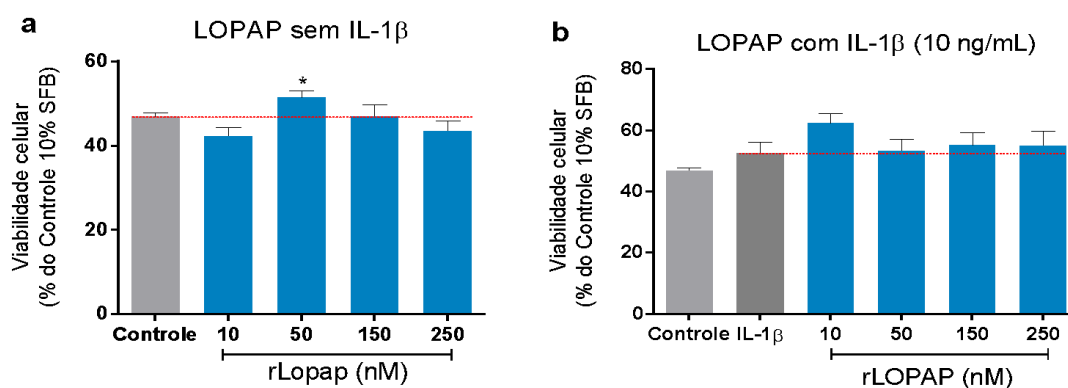 a
LOPAP sem IL-1β
Viabilidade celular
(% do Controle 10% SFB)
60
40
20
0
*
Controle 10 50 150 250
rLopap (nM)
b
LOPAP com IL-1β (10 ng/mL)
Viabilidade celular
(% do Controle 10% SFB)
80
60
40
20
0
Controle IL-1β 10 50 150 250
rLOPAP (nM)